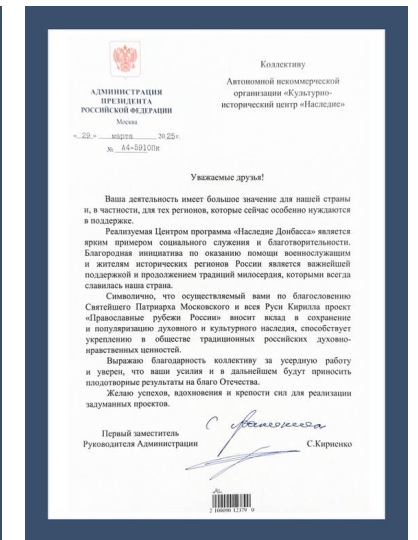 АДМИНИСТРАЦИЯ
ПРЕЗИДЕНТА
РОССИЙСКОЙ ФЕДЕРАЦИИ
Москва
« 29 » марта 2025 г.
№ А4-5910Пк
Коллективу
Автономной некоммерческой
организации «Культурно-
исторический центр «Наследие»
Уважаемые друзья!
Ваша деятельность имеет большое значение для нашей страны
и, в частности, для тех регионов, которые сейчас особенно нуждаются
в поддержке.
Реализуемая Центром программа «Наследие Донбасса» является
ярким примером социального служения и благотворительности.
Благородная инициатива по оказанию помощи военнослужащим
и жителям исторических регионов России является важнейшей
поддержкой и продолжением традиций милосердия, которыми всегда
славилась наша страна.
Символично, что осуществляемый вами по благословению
Святейшего Патриарха Московского и всея Руси Кирилла проект
«Православные рубежи России» вносит вклад в сохранение
и популяризацию духовного и культурного наследия, способствует
укреплению в обществе традиционных российских духовно-
нравственных ценностей.
Выражаю благодарность коллективу за усердную работу
и уверен, что ваши усилия и в дальнейшем будут приносить
плодотворные результаты на благо Отечества.
Желаю успехов, вдохновения и крепости сил для реализации
задуманных проектов.
Первый заместитель
Руководителя Администрации
С.Кириенко